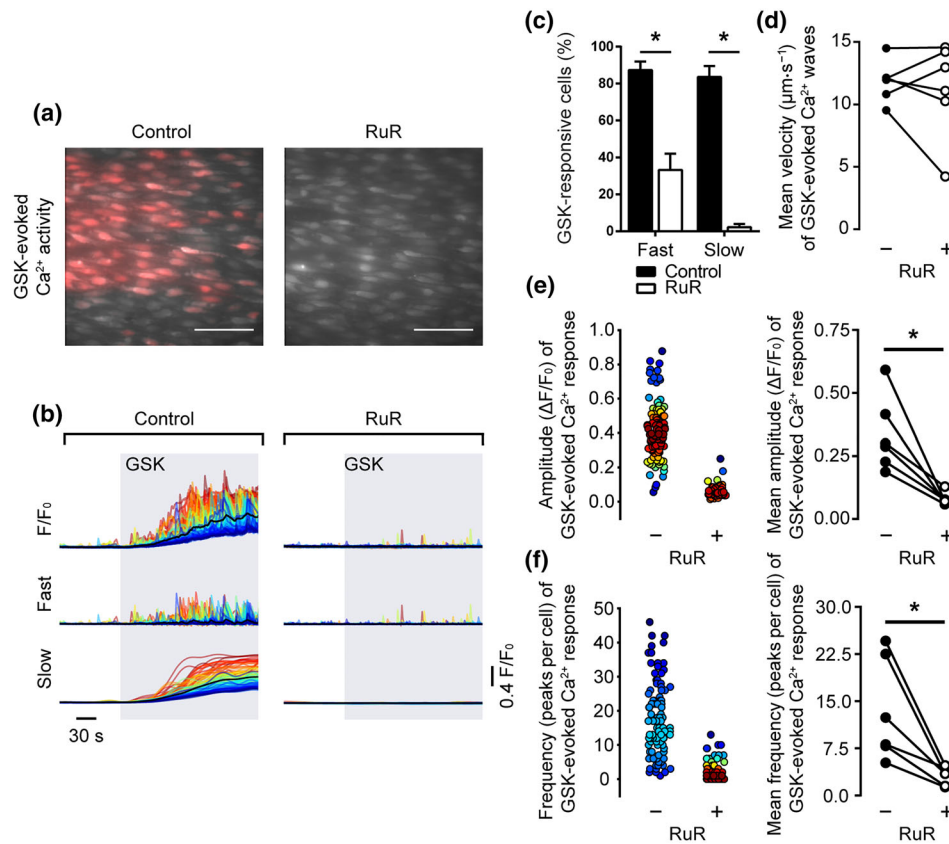 (a)
Control
RuR
GSK-evoked
Ca²⁺ activity
(b)
Control
RuR
GSK
GSK
F/F₀
Fast
Slow
30 s
0.4 F/F₀
(c)
GSK-responsive cells (%)
100
80
60
40
20
0
*
*
Fast
Slow
Control
RuR
(d)
Mean velocity (µm·s⁻¹)
of GSK-evoked Ca²⁺ waves
15
10
5
0
−
+
RuR
(e)
Amplitude (ΔF/F₀) of
GSK-evoked Ca²⁺ response
1.0
0.8
0.6
0.4
0.2
0.0
−
+
RuR
Mean amplitude (ΔF/F₀) of
GSK-evoked Ca²⁺ response
0.75
0.50
0.25
0.00
*
−
+
RuR
(f)
Frequency (peaks per cell) of
GSK-evoked Ca²⁺ response
50
40
30
20
10
0
−
+
RuR
Mean frequency (peaks per cell) of
GSK-evoked Ca²⁺ response
30.0
22.5
15.0
7.5
0.0
*
−
+
RuR